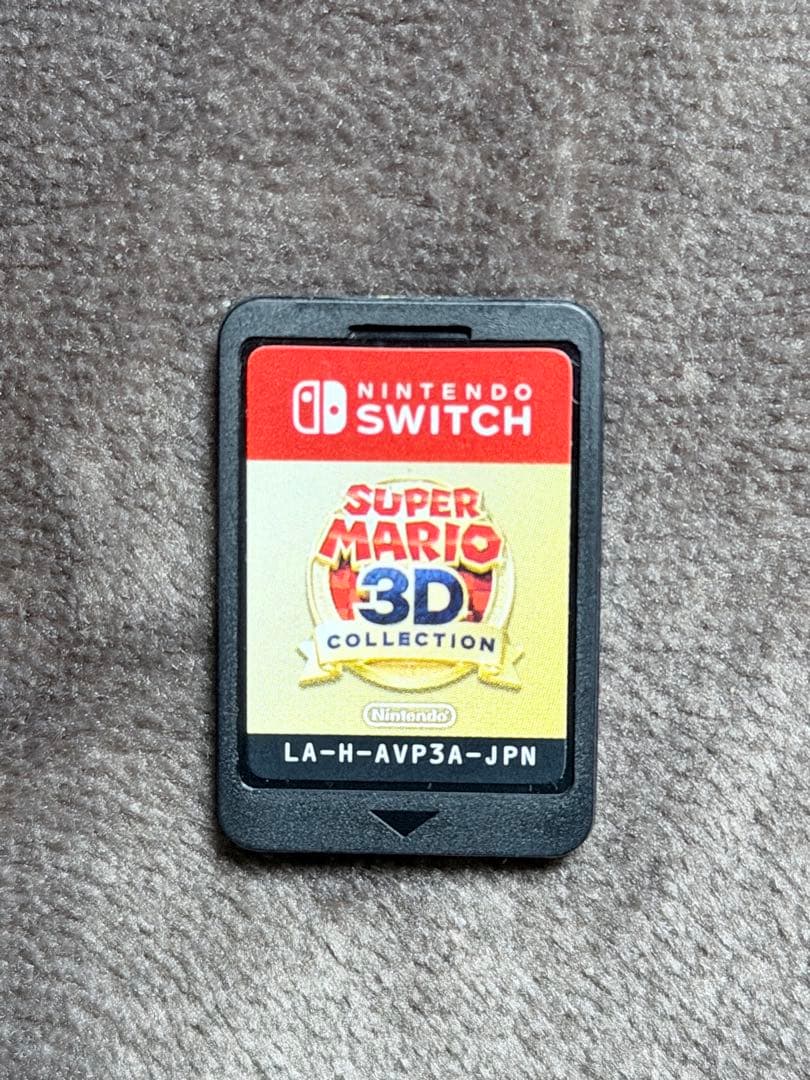 NINTENDO
SWITCH
SUPER
MARIO
3D
COLLECTION
Nintendo
LA-H-AVP3A-JPN